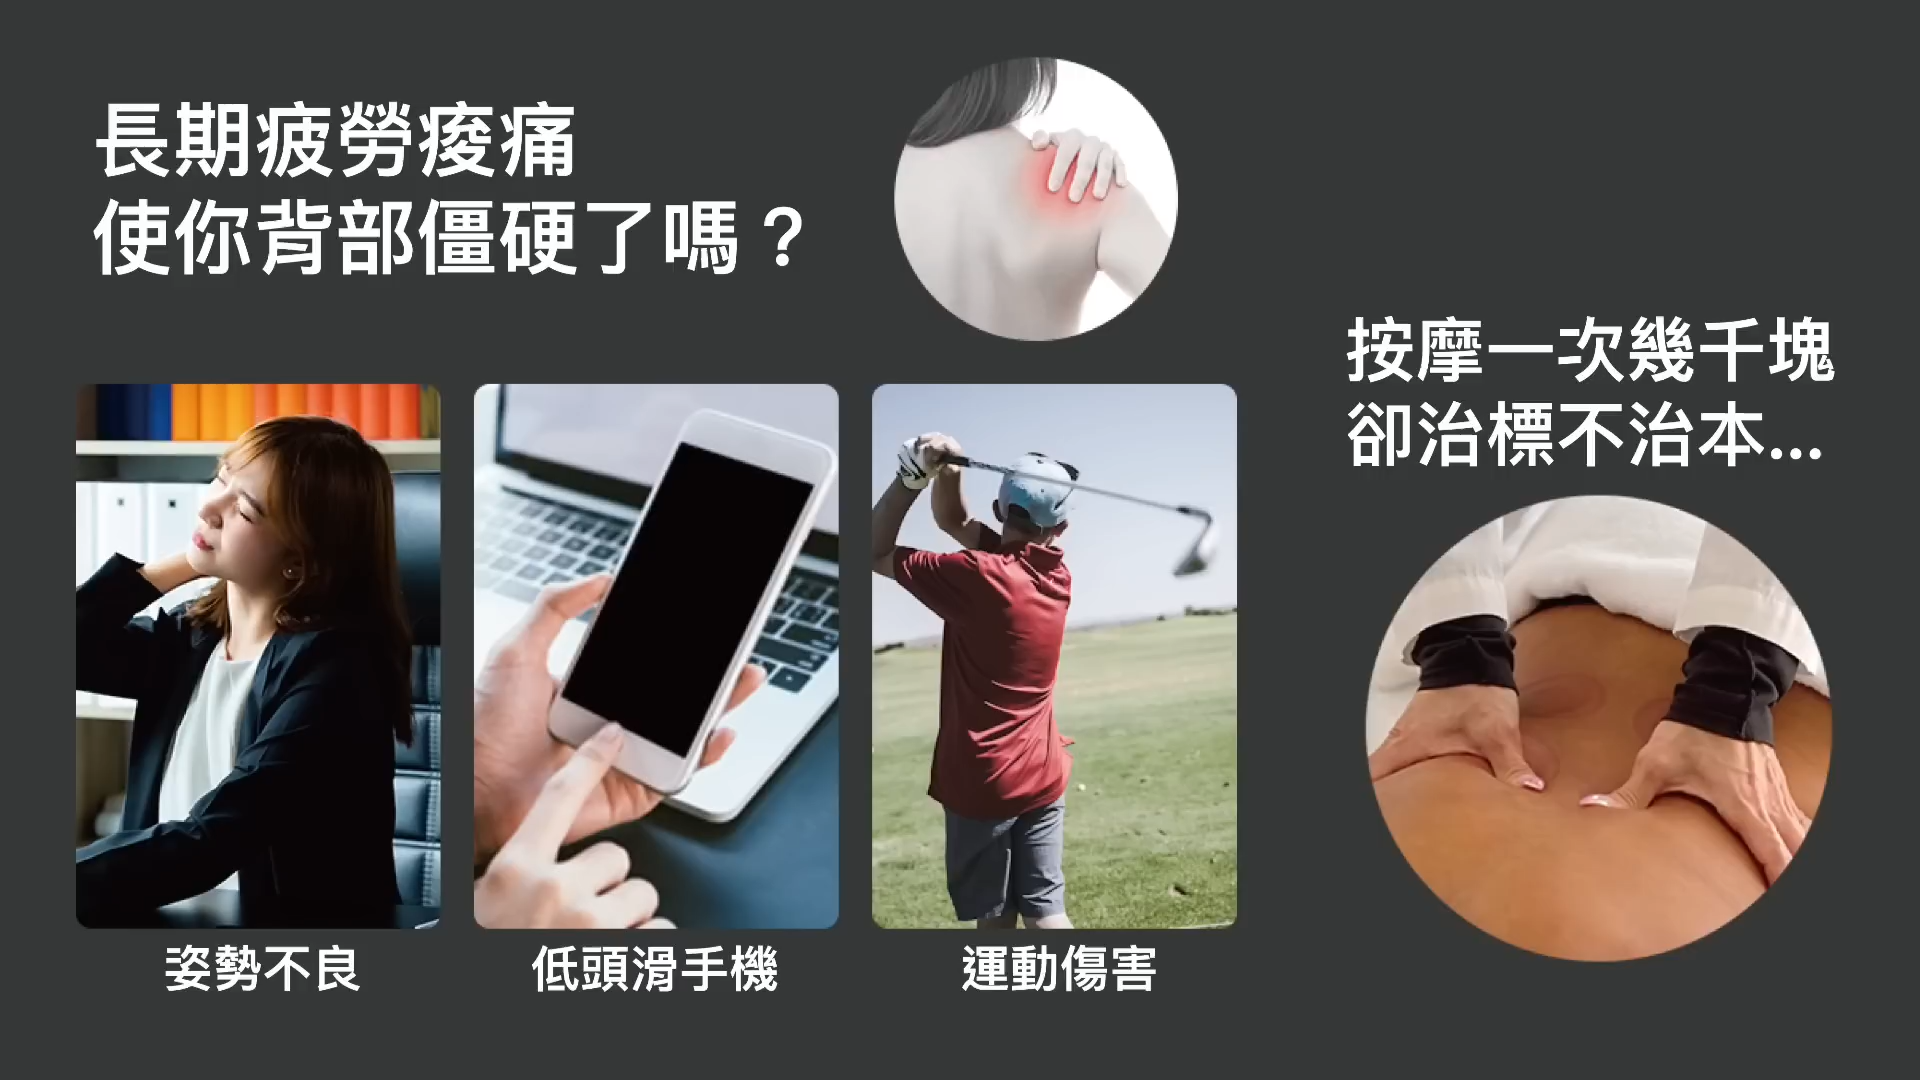 長期疲勞痠痛
使你背部僵硬了嗎？
按摩一次幾千塊
卻治標不治本...
姿勢不良
低頭滑手機
運動傷害